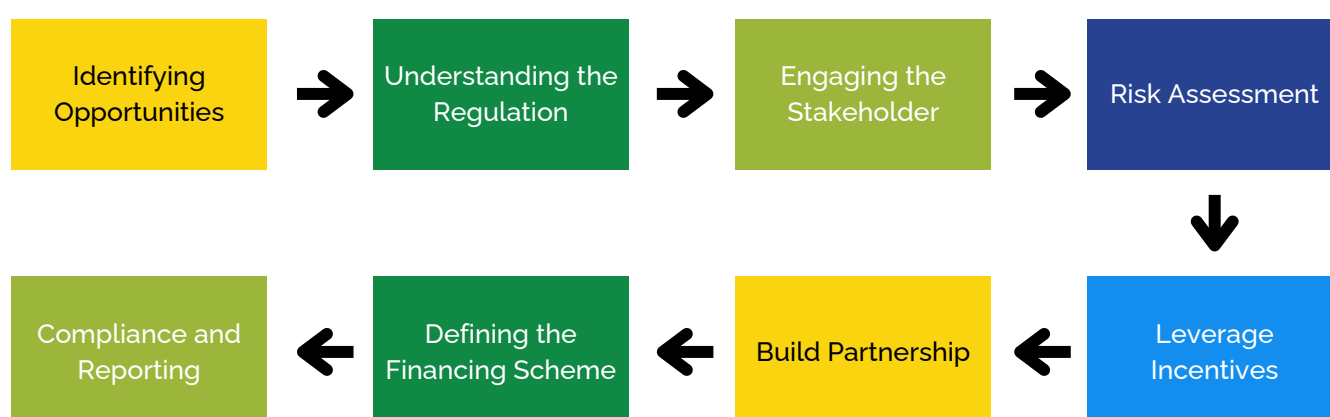 Identifying
Opportunities
Understanding the
Regulation
Engaging the
Stakeholder
Risk Assessment
Leverage
Incentives
Build Partnership
Defining the
Financing Scheme
Compliance and
Reporting